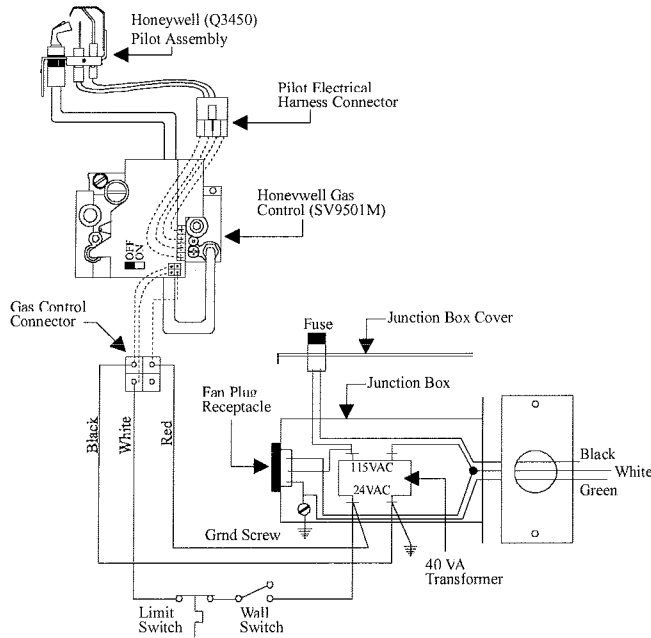 Honeywell (Q3450)
Pilot Assembly
Pilot Electrical
Harness Connector
Honeywell Gas
Control (SV9501M)
OFF
ON
Gas Control
Connector
Fuse
Junction Box Cover
Junction Box
Fan Plug
Receptacle
Black
White
Red
115VAC
24VAC
Black
White
Green
Grnd Screw
40 VA
Transformer
Limit
Switch
Wall
Switch